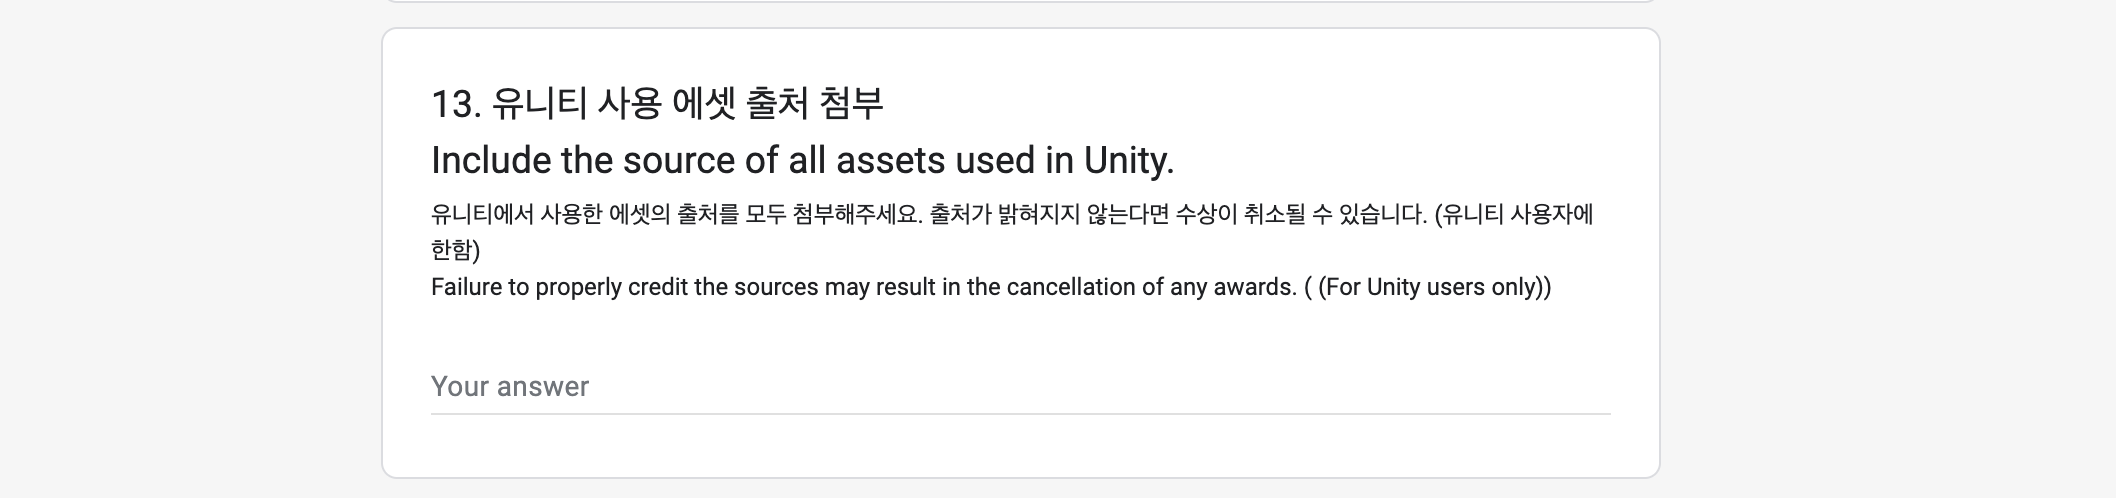 13. 유니티 사용 에셋 출처 첨부
Include the source of all assets used in Unity.
유니티에서 사용한 에셋의 출처를 모두 첨부해주세요. 출처가 밝혀지지 않는다면 수상이 취소될 수 있습니다. (유니티 사용자에
한함)
Failure to properly credit the sources may result in the cancellation of any awards. ( (For Unity users only))
Your answer